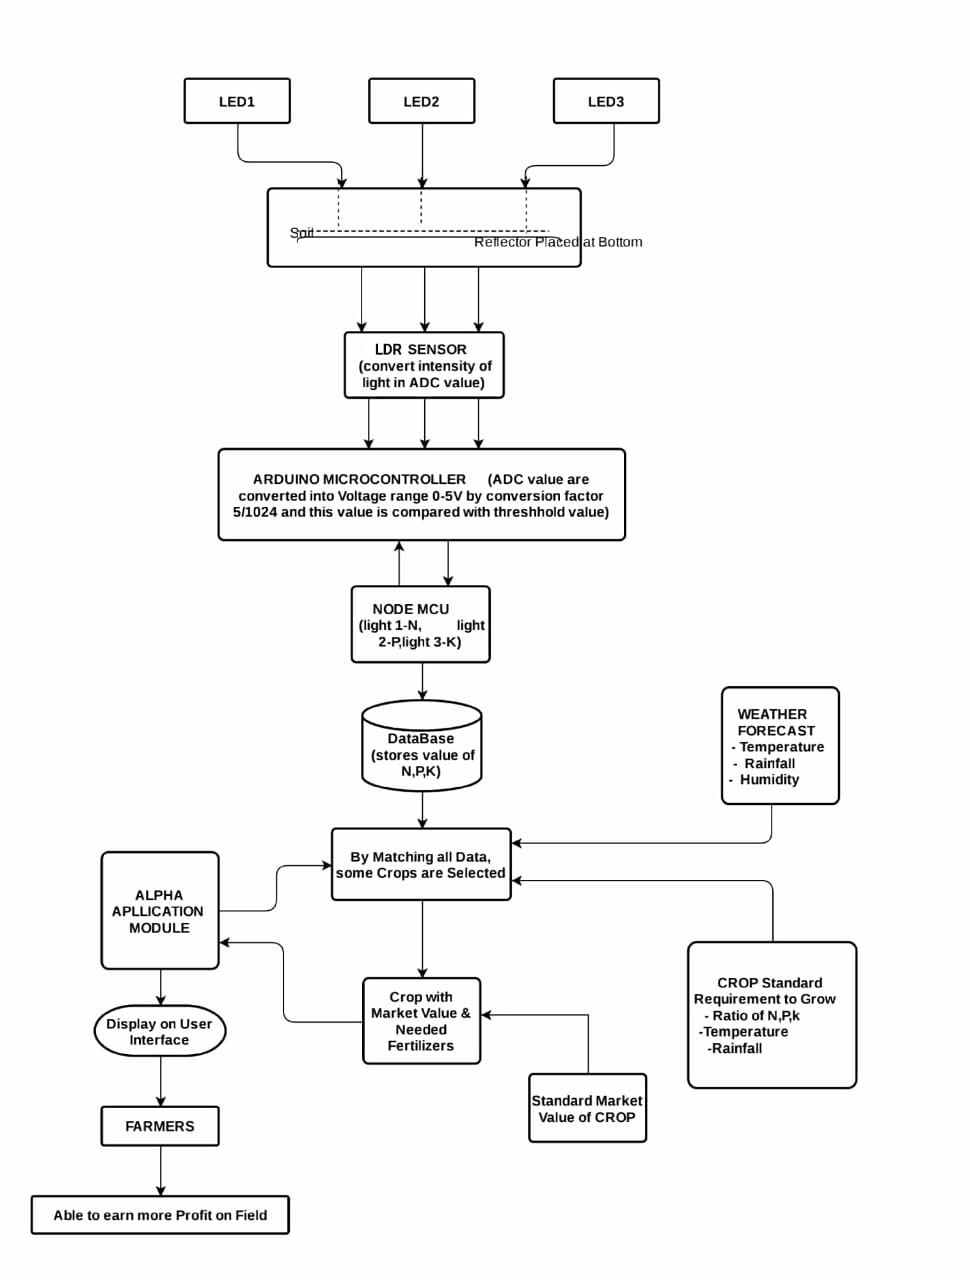 LED1
LED2
LED3
Soil
Reflector Placed at Bottom
LDR SENSOR
(convert intensity of
light in ADC value)
ARDUINO MICROCONTROLLER (ADC value are
converted into Voltage range 0-5V by conversion factor
5/1024 and this value is compared with threshhold value)
NODE MCU
(light 1-N, light
2-P,light 3-K)
DataBase
(stores value of
N,P,K)
WEATHER
FORECAST
- Temperature
- Rainfall
- Humidity
By Matching all Data,
some Crops are Selected
ALPHA
APLLICATION
MODULE
CROP Standard
Requirement to Grow
- Ratio of N,P,k
-Temperature
-Rainfall
Crop with
Market Value &
Needed
Fertilizers
Display on User
Interface
Standard Market
Value of CROP
FARMERS
Able to earn more Profit on Field